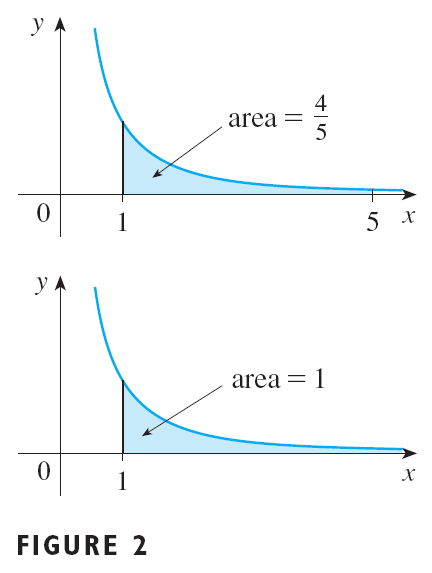 y
area = 4/5
0
1
5
x
y
area = 1
0
1
x
FIGURE 2